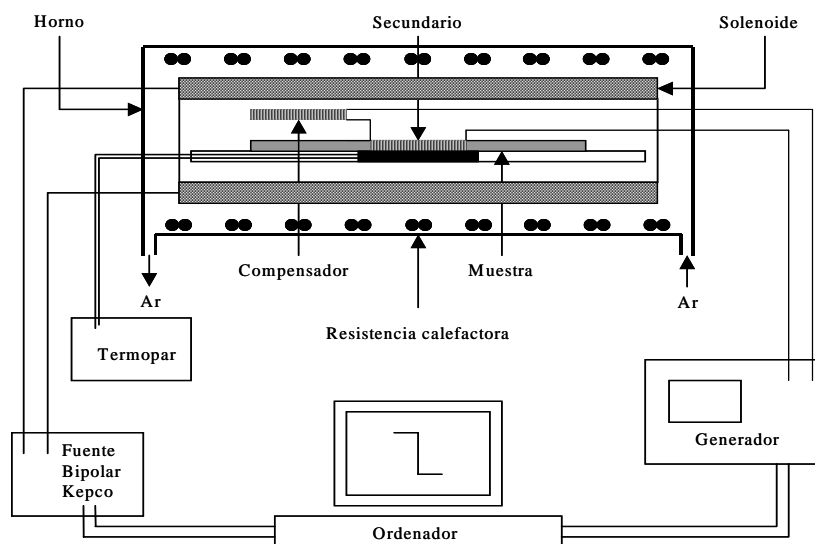 Horno
Secundario
Solenoide
Compensador
Muestra
Ar
Ar
Resistencia calefactora
Termopar
Generador
Fuente
Bipolar
Kepco
Ordenador